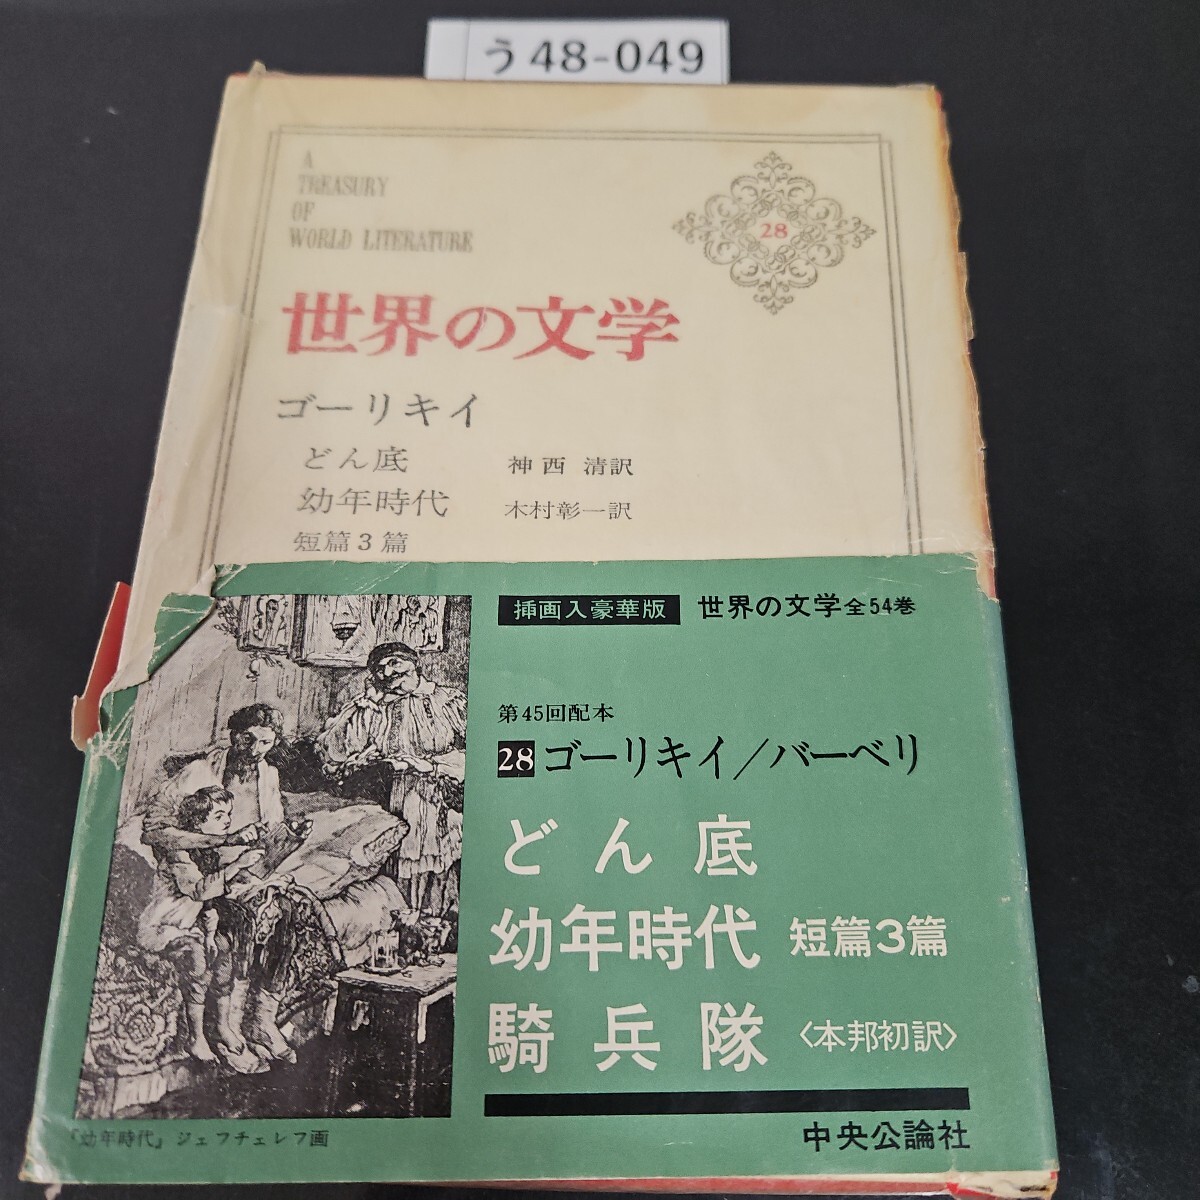 う48-049
A
TREASURY
OF
WORLD LITERATURE
28
世界の文学
ゴーリキイ
どん底 神西 清訳
幼年時代 木村彰一訳
短篇3篇
挿画入豪華版 世界の文学全54巻
第45回配本
28 ゴーリキイ/バーベリ
どん底
幼年時代 短篇3篇
騎兵隊 〈本邦初訳〉
中央公論社
『幼年時代』ジェフチェレフ画